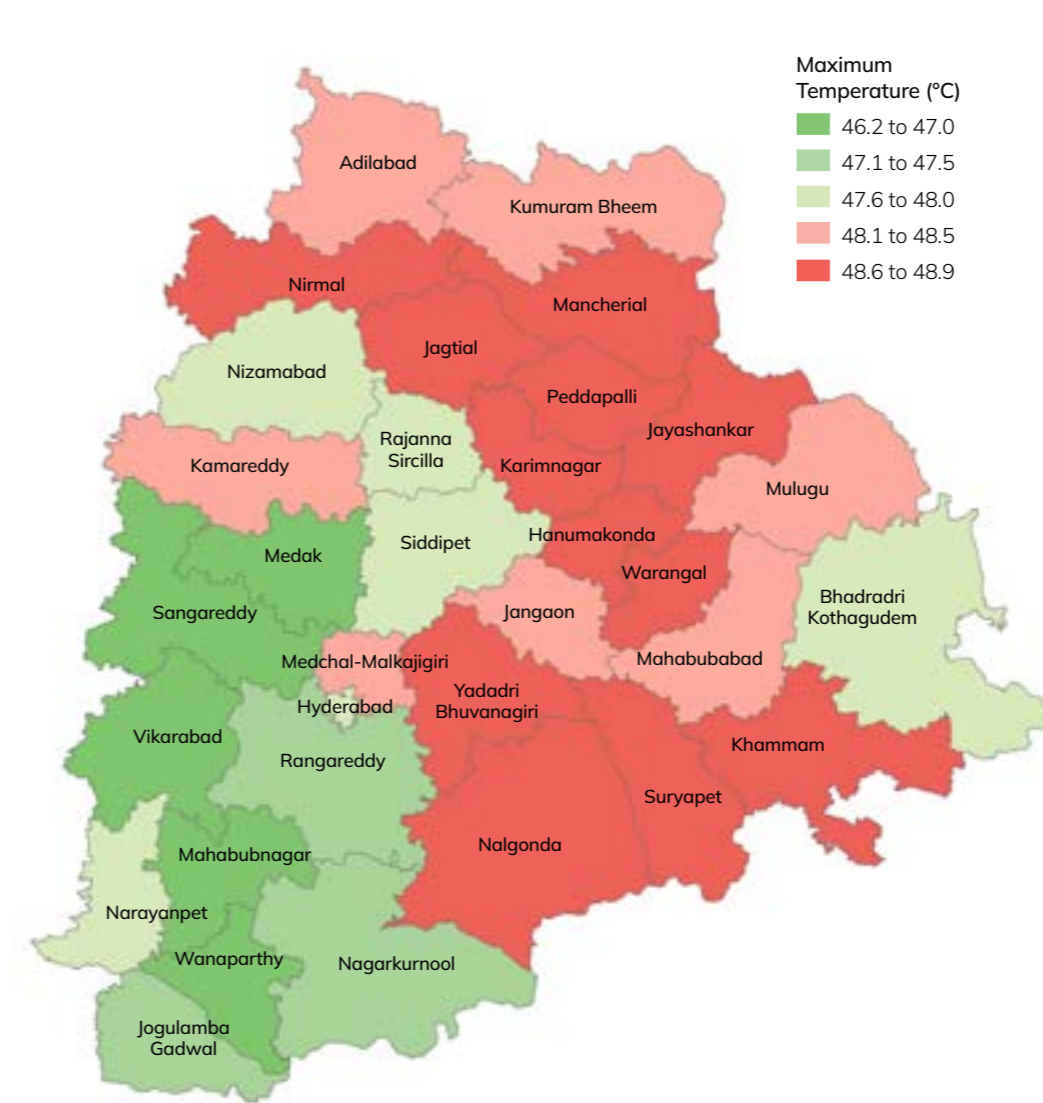 Maximum
Temperature (°C)
46.2 to 47.0
47.1 to 47.5
47.6 to 48.0
48.1 to 48.5
48.6 to 48.9
Adilabad
Kumuram Bheem
Nirmal
Mancherial
Jagtial
Nizamabad
Peddapalli
Jayashankar
Rajanna
Sircilla
Kamareddy
Karimnagar
Mulugu
Hanumakonda
Siddipet
Medak
Warangal
Bhadradri
Kothagudem
Sangareddy
Jangaon
Medchal-Malkajigiri
Mahabubabad
Yadadri
Bhuvanagiri
Hyderabad
Vikarabad
Khammam
Rangareddy
Suryapet
Nalgonda
Mahabubnagar
Narayanpet
Wanaparthy
Nagarkurnool
Jogulamba
Gadwal